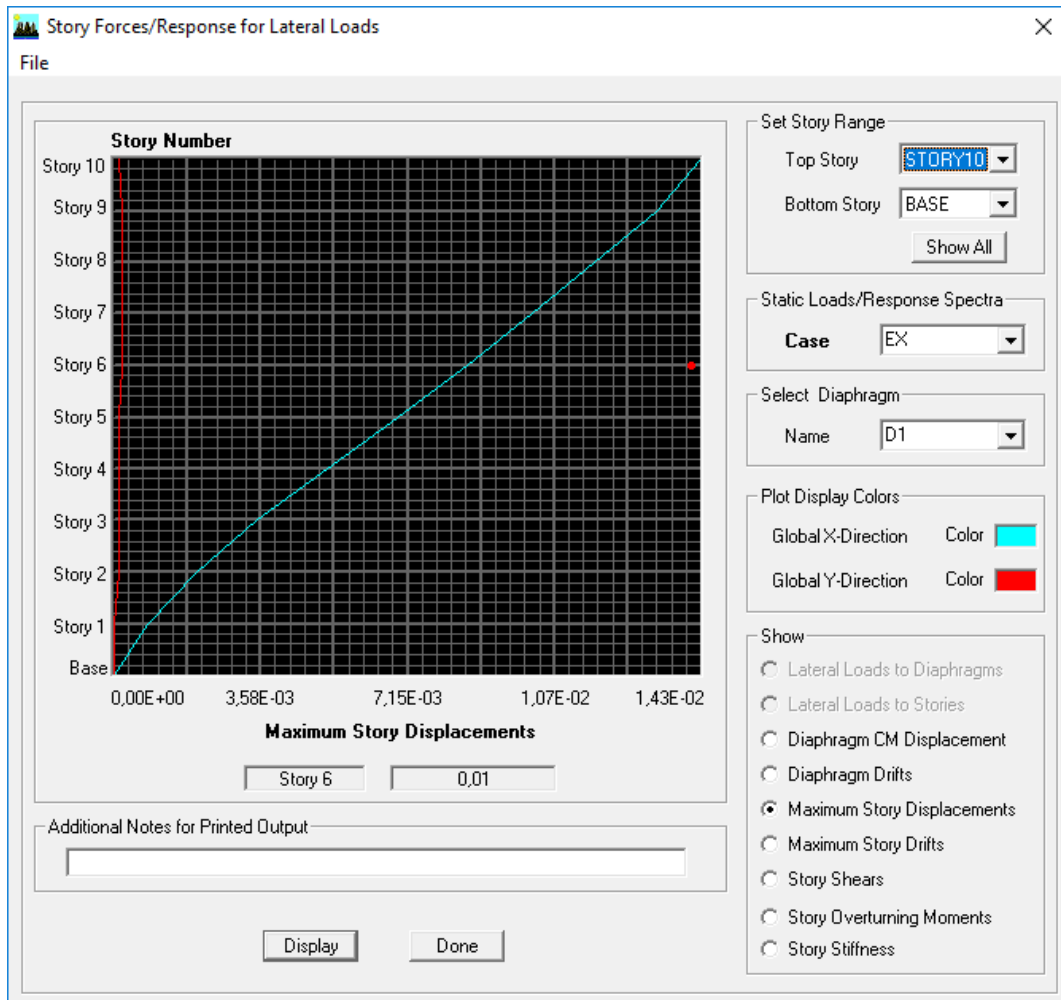 Story Forces/Response for Lateral Loads
File
Story Number
Story 10
Story 9
Story 8
Story 7
Story 6
Story 5
Story 4
Story 3
Story 2
Story 1
Base
0,00E+00 3,58E-03 7,15E-03 1,07E-02 1,43E-02
Maximum Story Displacements
Story 6 0,01
Additional Notes for Printed Output
Display Done
Set Story Range
Top Story STORY10
Bottom Story BASE
Show All
Static Loads/Response Spectra
Case EX
Select Diaphragm
Name D1
Plot Display Colors
Global X-Direction Color
Global Y-Direction Color
Show
Lateral Loads to Diaphragms
Lateral Loads to Stories
Diaphragm CM Displacement
Diaphragm Drifts
Maximum Story Displacements
Maximum Story Drifts
Story Shears
Story Overturning Moments
Story Stiffness